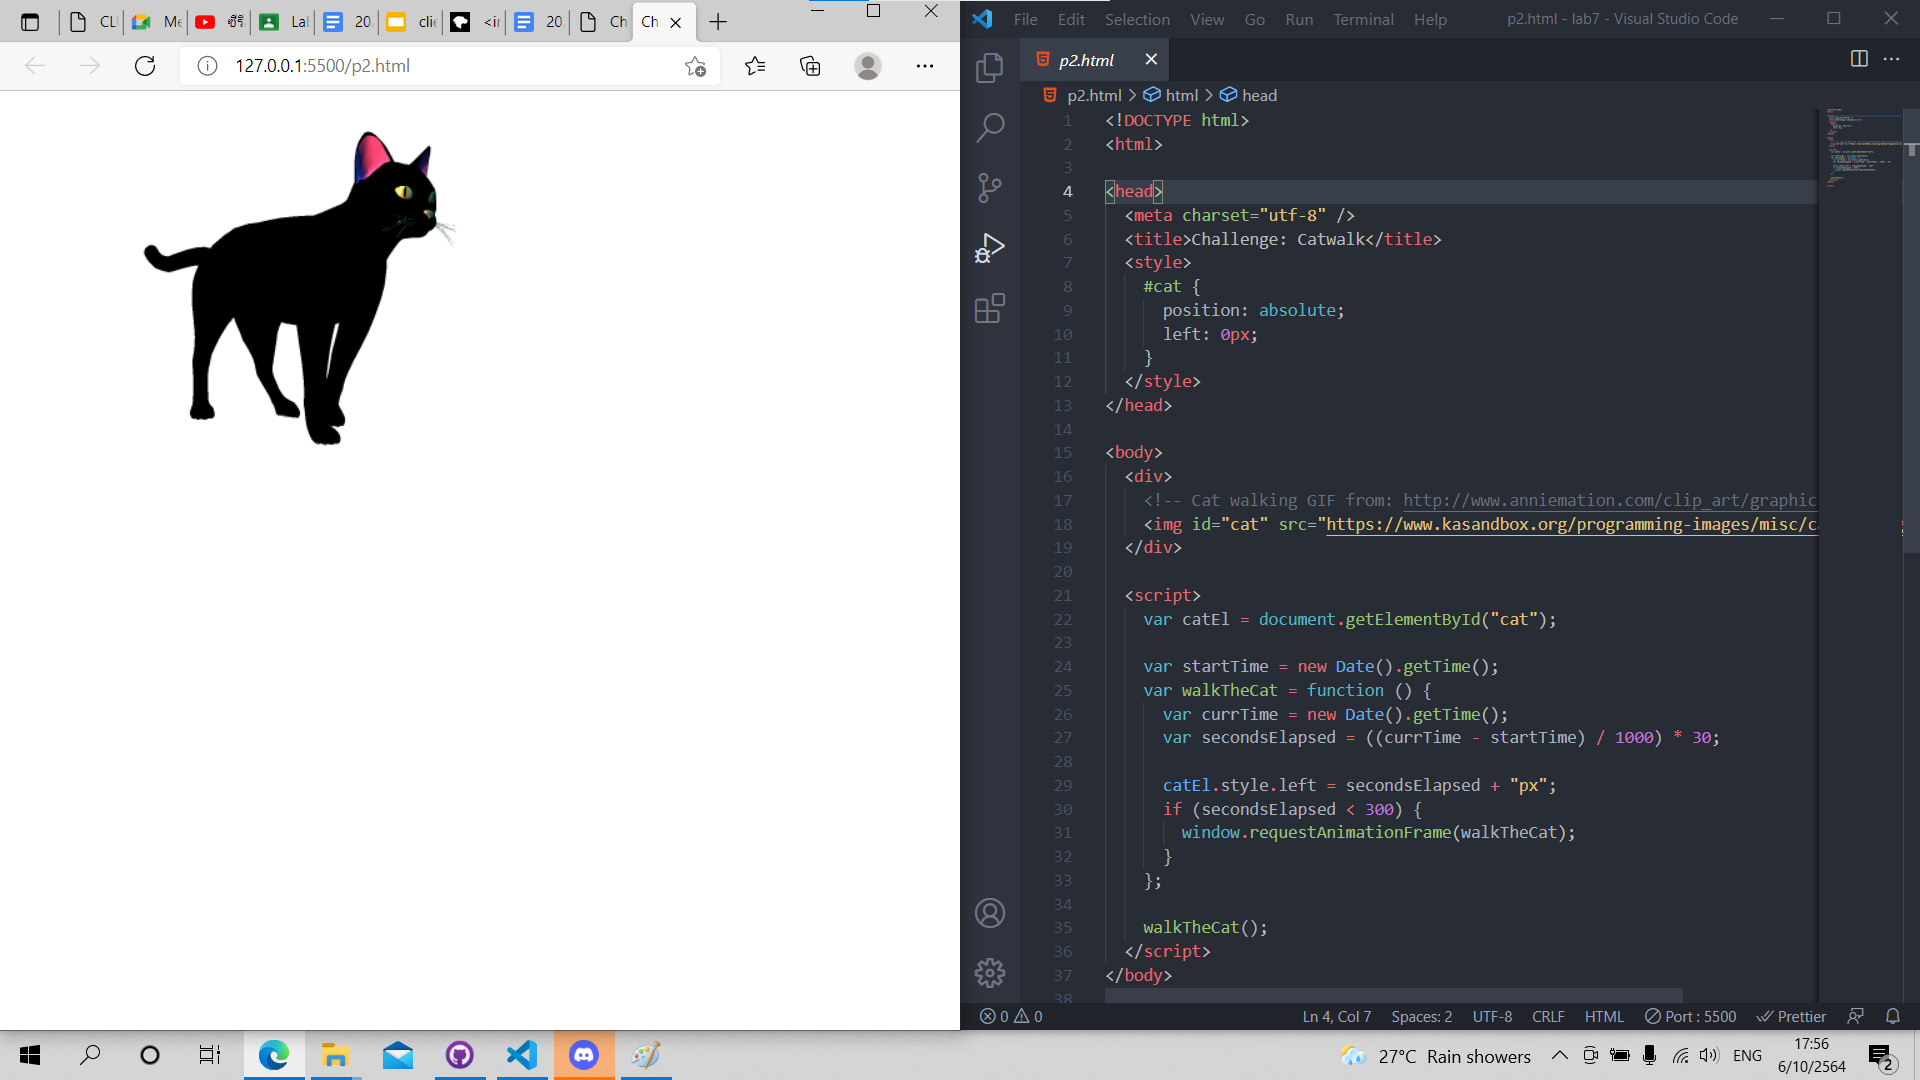 CL
Me
ชีวี
Lal
20
clie
<in
20
Ch
Ch
127.0.0.1:5500/p2.html
File Edit Selection View Go Run Terminal Help
p2.html - lab7 - Visual Studio Code
p2.html
p2.html > html > head
1 <!DOCTYPE html>
2 <html>
3
4 <head>
5 <meta charset="utf-8" />
6 <title>Challenge: Catwalk</title>
7 <style>
8 #cat {
9 position: absolute;
10 left: 0px;
11 }
12 </style>
13 </head>
14
15 <body>
16 <div>
17 <!-- Cat walking GIF from: http://www.anniemation.com/clip_art/graphic
18 <img id="cat" src="https://www.kasandbox.org/programming-images/misc/c
19 </div>
20
21 <script>
22 var catEl = document.getElementById("cat");
23
24 var startTime = new Date().getTime();
25 var walkTheCat = function () {
26 var currTime = new Date().getTime();
27 var secondsElapsed = ((currTime - startTime) / 1000) * 30;
28
29 catEl.style.left = secondsElapsed + "px";
30 if (secondsElapsed < 300) {
31 window.requestAnimationFrame(walkTheCat);
32 }
33 };
34
35 walkTheCat();
36 </script>
37 </body>
38
0 0
Ln 4, Col 7 Spaces: 2 UTF-8 CRLF HTML Port : 5500 Prettier
27°C Rain showers
ENG
17:56
6/10/2564
2